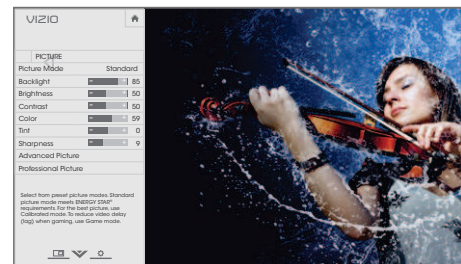 VIZIO
PICTURE
Picture Mode Standard
Backlight 85
Brightness 50
Contrast 50
Color 59
Tint 0
Sharpness 9
Advanced Picture
Professional Picture
Select from preset picture modes. Standard
picture mode meets ENERGY STAR®
requirements. For the best picture, use
Calibrated mode. To reduce video delay
(lag) when gaming, use Game mode.